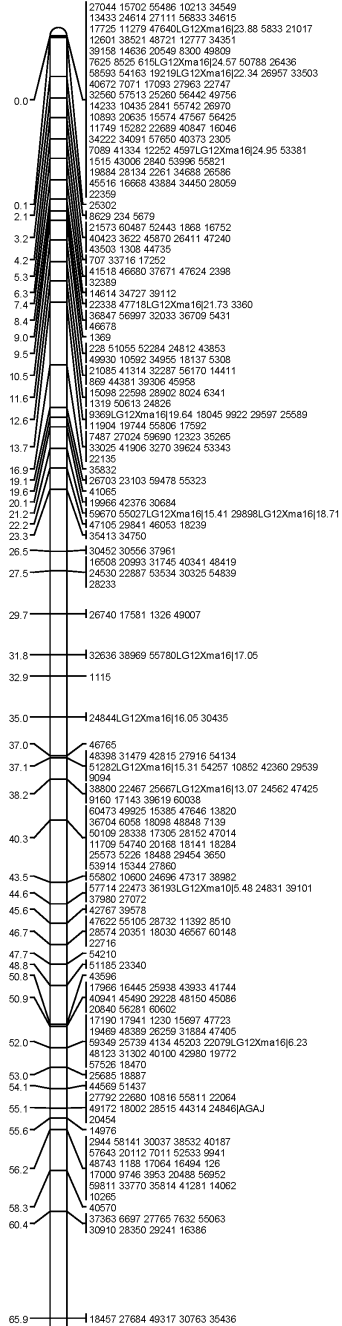 27044 15702 55486 10213 34549
13433 24614 27111 56833 34615
17725 11279 47640LG12Xma16|23.88 5833 21017
12601 38521 48721 12777 34351
39158 14636 20549 8300 49809
7625 8525 615LG12Xma16|24.57 50788 26436
58593 54163 19219LG12Xma16|22.34 26957 33503
40672 7071 17093 27963 22747
32560 57513 25260 56442 49756
0.0
14233 10435 2841 55742 26970
10893 20635 15574 47567 56425
11749 15282 22689 40847 16046
34222 34091 57650 40373 2305
7089 41334 12252 4597LG12Xma16|24.95 53381
1515 43006 2840 53996 55821
19884 28134 2261 34688 26586
45516 16668 43884 34450 28059
22359
0.1 25302
2.1 8629 234 5679
21573 60487 52443 1868 16752
3.2 40423 3622 45870 26411 47240
43503 1308 44735
4.2 707 33716 17252
5.3 41518 46680 37671 47624 2398
32389
6.3 14614 34727 39112
7.4 22338 47718LG12Xma16|21.73 3360
8.4 36847 56997 32033 36709 5431
46678
9.0 1369
9.5 228 51055 52284 24812 43853
49930 10592 34955 18137 5308
10.5 21085 41314 32287 56170 14411
869 44381 39306 45958
11.6 15098 22598 28902 8024 6341
1319 50613 24826
12.6 9369LG12Xma16|19.64 18045 9922 29597 25589
11904 19744 55806 17592
7487 27024 59690 12323 35265
13.7 33025 41906 3270 39624 53343
22135
16.9 35832
19.1 26703 23103 59478 55323
19.6 41065
20.1 19966 42376 30684
21.2 59670 55027LG12Xma16|15.41 29898LG12Xma16|18.71
22.2 47105 29841 46053 18239
23.3 35413 34750
26.5 30452 30556 37961
16508 20993 31745 40341 48419
27.5 24530 22887 53534 30325 54839
28233
29.7 26740 17581 1326 49007
31.8 32636 38969 55780LG12Xma16|17.05
32.9 1115
35.0 24844LG12Xma16|16.05 30435
37.0 46765
48398 31479 42815 27916 54134
37.1 51282LG12Xma16|15.31 54257 10852 42360 29539
9094
38.2 38800 22467 25667LG12Xma16|13.07 24562 47425
9160 17143 39619 60038
60473 49925 15385 47646 13820
36704 6058 18098 48848 7139
40.3 50109 28338 17305 28152 47014
11709 54740 20168 18141 18284
25573 5226 18488 29454 3650
53914 15344 27860
43.5 55802 10600 24696 47317 38982
44.6 57714 22473 36193LG12Xma10|5.48 24831 39101
37980 27072
45.6 42767 39578
46.7 47622 55105 28732 11392 8510
28574 20351 18030 46567 60148
22716
47.7 54210
48.8 51185 23340
50.8 43596
17966 16445 25938 43933 41744
50.9 40941 45490 29228 48150 45086
20840 56281 60602
17190 17941 1230 15697 47723
19469 48389 26259 31884 47405
52.0 59349 25739 4134 45203 22079LG12Xma16|6.23
48123 31302 40100 42980 19772
57526 18470
53.0 25685 18887
54.1 44569 51437
27792 22680 10816 55811 22064
55.1 49172 18002 28515 44314 24846|AGAJ
20454
55.6 14976
2944 58141 30037 38532 40187
57643 20112 7011 52533 9941
56.2 48743 1188 17064 16494 126
17000 9746 3953 20488 56952
59811 33770 35814 41281 14062
10265
58.3 40570
60.4 37363 6697 27765 7632 55063
30910 28350 29241 16386
65.9 18457 27684 49317 30763 35436